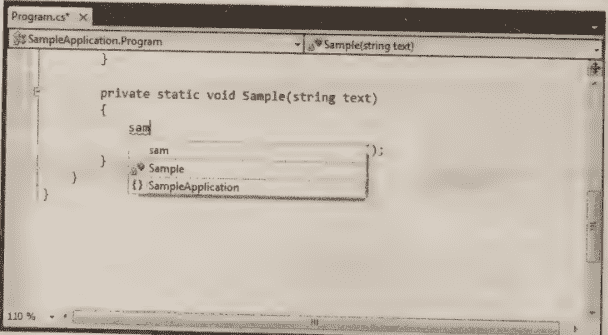 Program.cs* ×
SampleApplication.Program
Sample(string text)
}
private static void Sample(string text)
{
sam
sam
);
}
Sample
}
{} SampleApplication
}
110 %